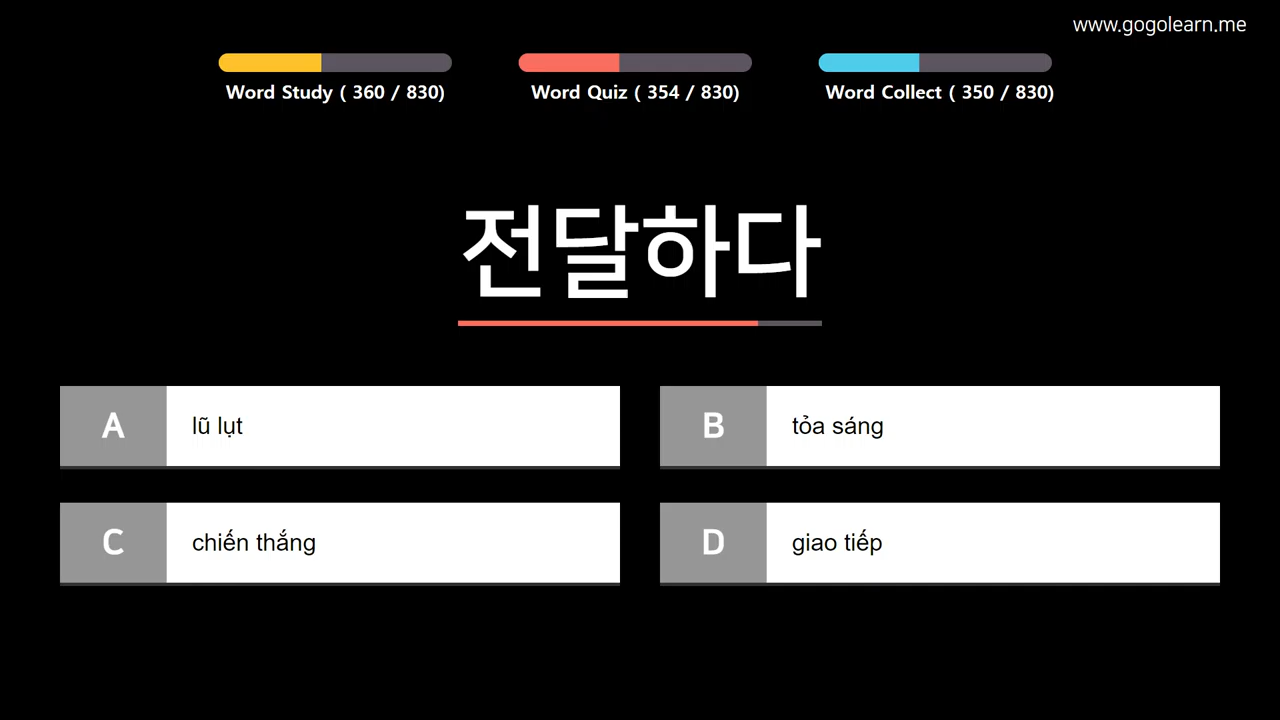 www.gogolearn.me
Word Study ( 360 / 830)
Word Quiz ( 354 / 830)
Word Collect ( 350 / 830)
전달하다
A lũ lụt
B tỏa sáng
C chiến thắng
D giao tiếp